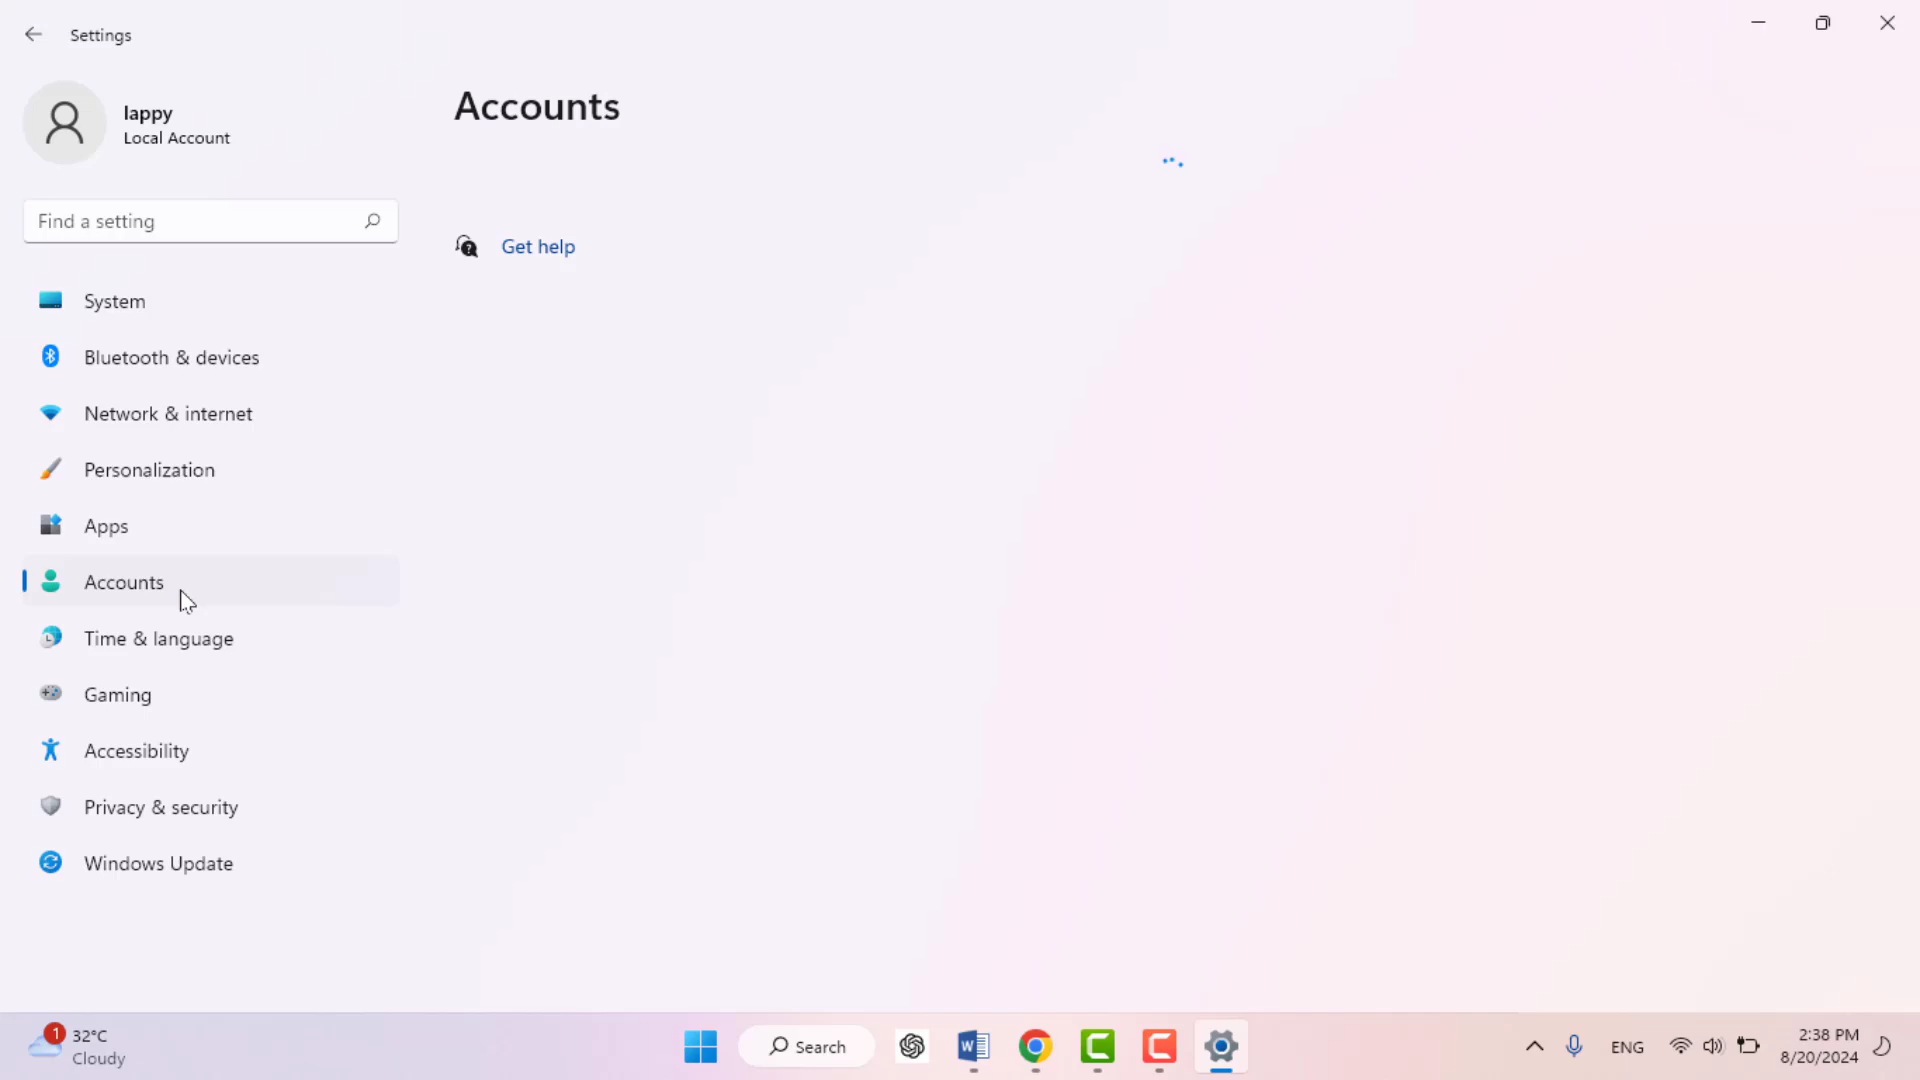 Settings
lappy
Local Account
Find a setting
System
Bluetooth & devices
Network & internet
Personalization
Apps
Accounts
Time & language
Gaming
Accessibility
Privacy & security
Windows Update
Accounts
Get help
1
32°C
Cloudy
Search
W
ENG
2:38 PM
8/20/2024